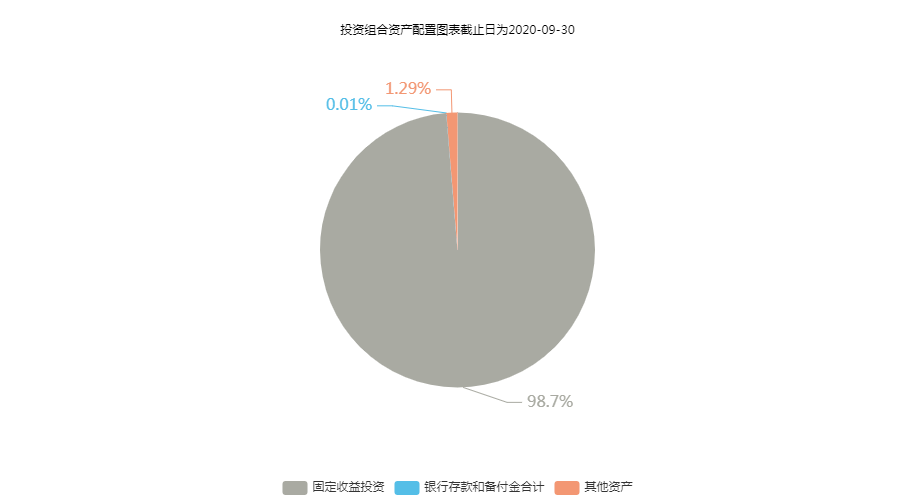 投资组合资产配置图表截止日为2020-09-30
1.29%
0.01%
98.7%
固定收益投资 银行存款和备付金合计 其他资产